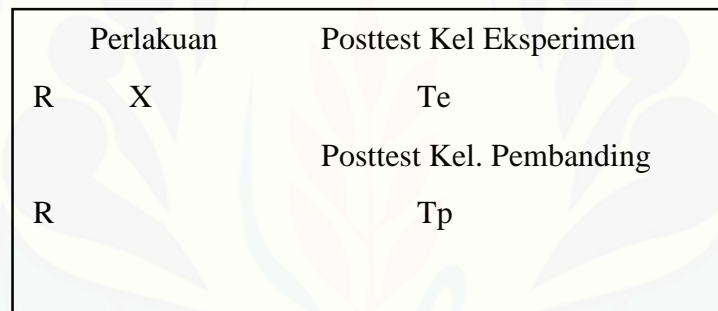 Perlakuan Posttest Kel Eksperimen
R X Te
Posttest Kel. Pembanding
R Tp